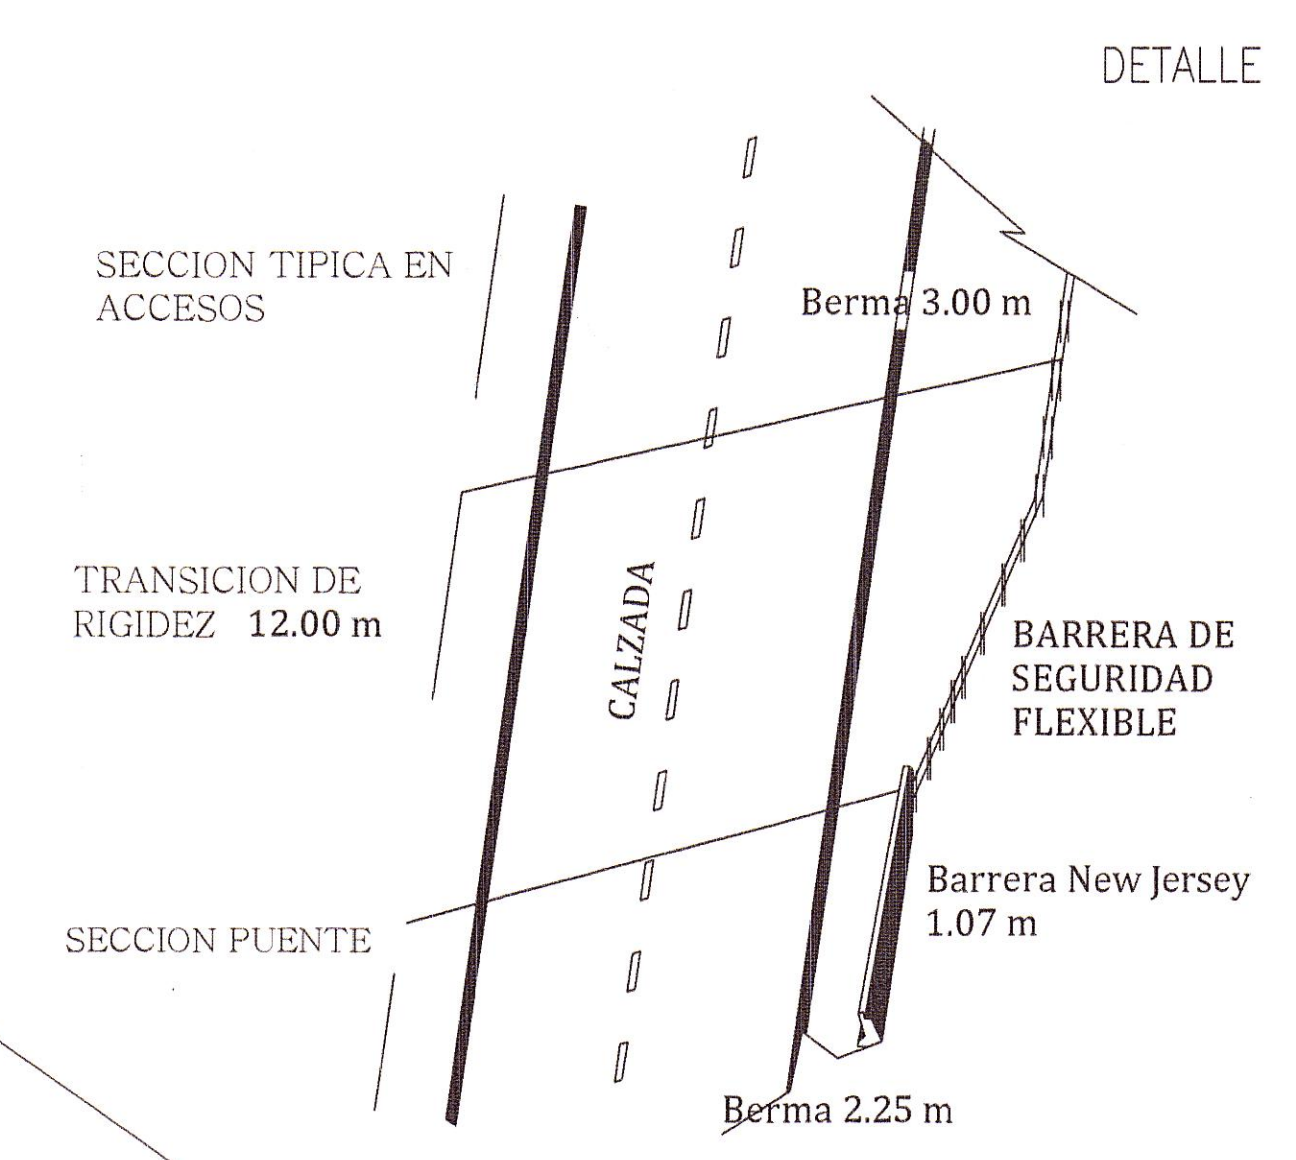 DETALLE
SECCION TIPICA EN
ACCESOS
Berma 3.00 m
TRANSICION DE
RIGIDEZ 12.00 m
CALZADA
BARRERA DE
SEGURIDAD
FLEXIBLE
Barrera New Jersey
1.07 m
SECCION PUENTE
Berma 2.25 m